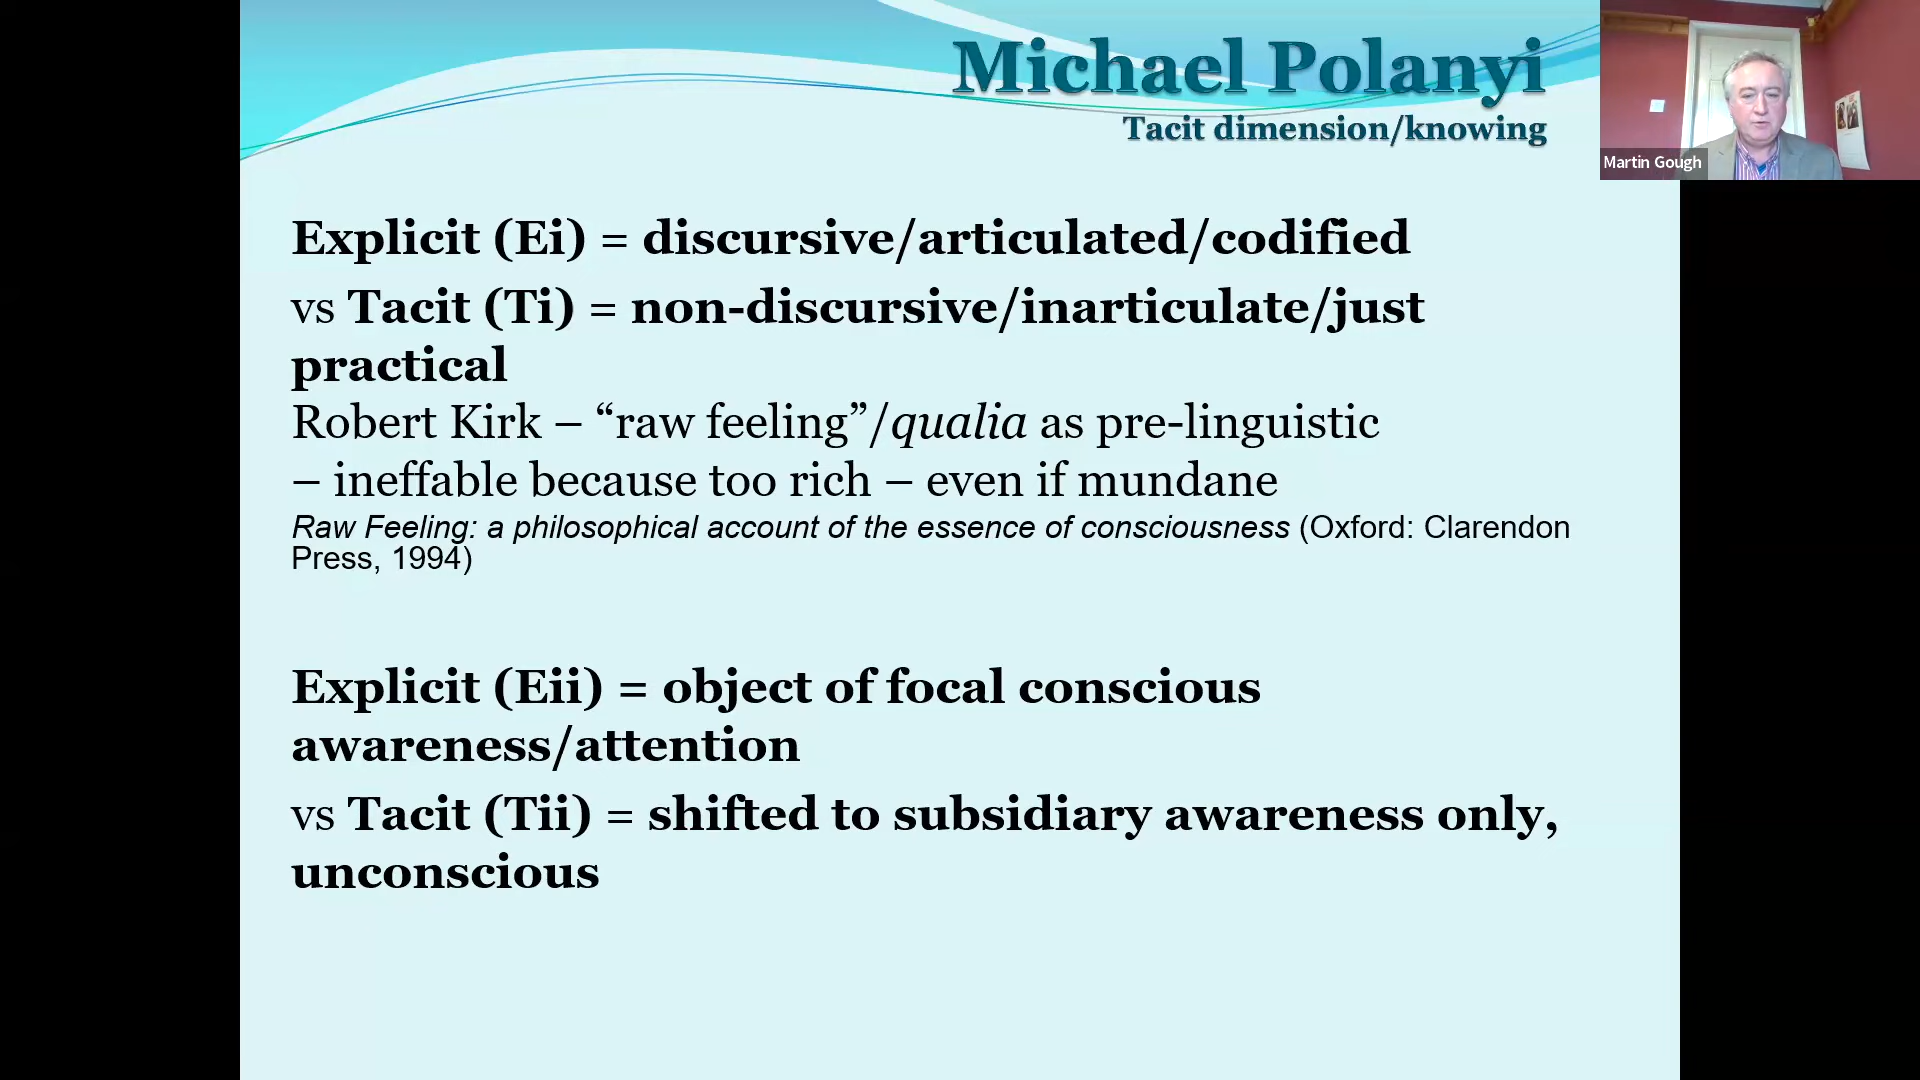 Michael Polanyi
Tacit dimension/knowing
Martin Gough
Explicit (Ei) = discursive/articulated/codified
vs Tacit (Ti) = non-discursive/inarticulate/just
practical
Robert Kirk – “raw feeling”/qualia as pre-linguistic
– ineffable because too rich – even if mundane
Raw Feeling: a philosophical account of the essence of consciousness (Oxford: Clarendon
Press, 1994)
Explicit (Eii) = object of focal conscious
awareness/attention
vs Tacit (Tii) = shifted to subsidiary awareness only,
unconscious